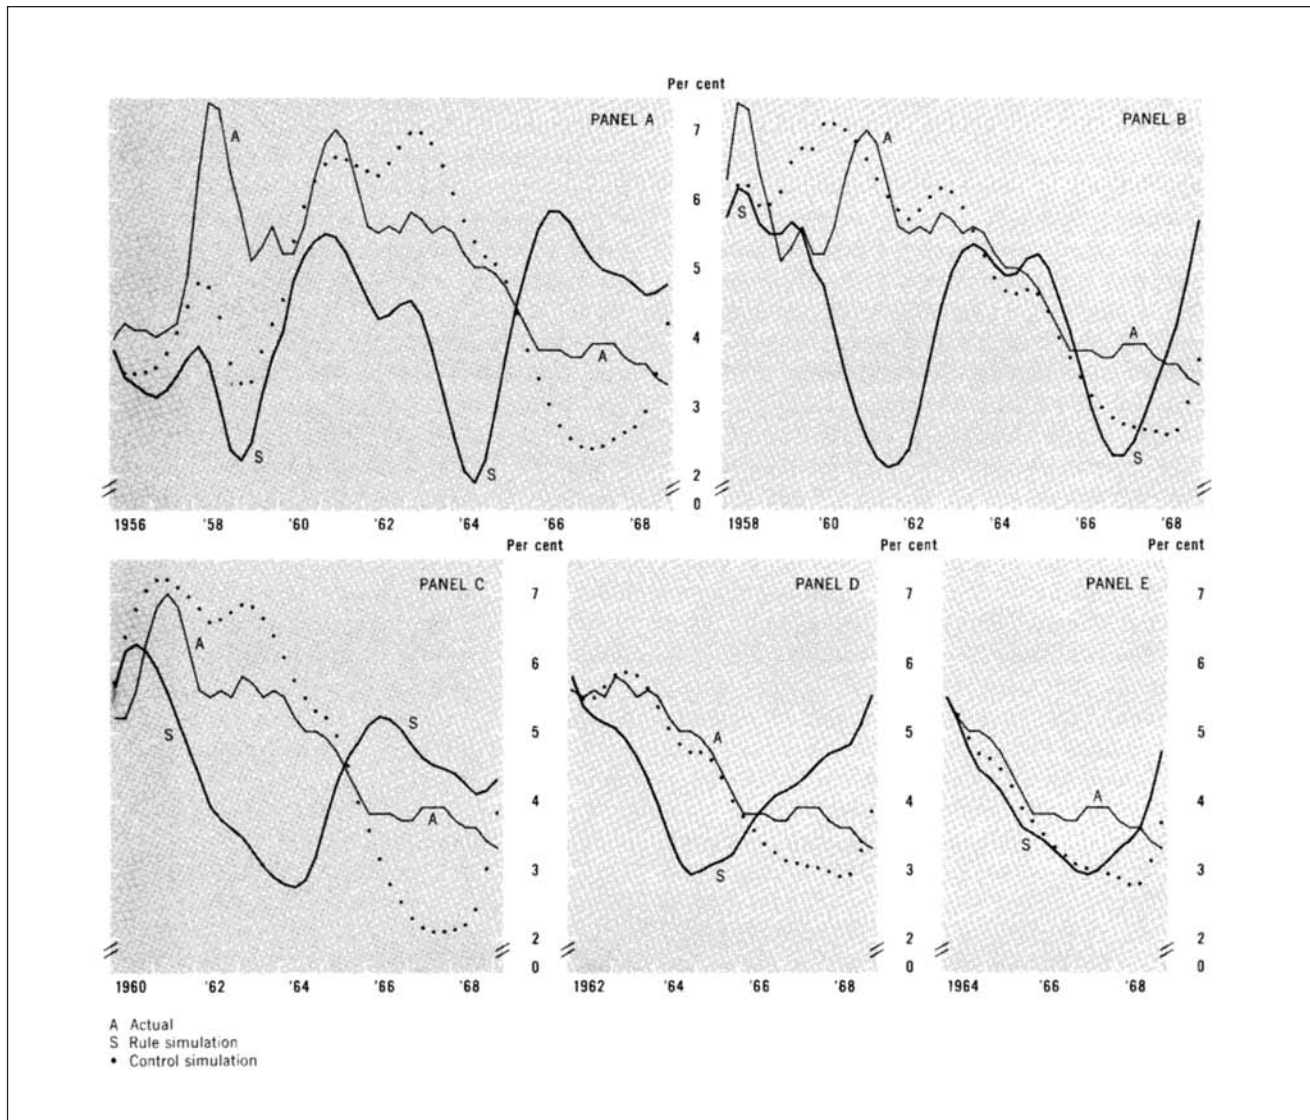 Per cent
PANEL A
PANEL B
7
6
5
4
3
2
0
A
A
A
S
S
A
A
S
S
1956 '58 '60 '62 '64 '66 '68
1958 '60 '62 '64 '66 '68
Per cent
Per cent
Per cent
PANEL C
PANEL D
PANEL E
7
6
5
4
3
2
0
7
6
5
4
3
2
0
7
6
5
4
3
2
0
A
S
S
A
A
S
A
S
1960 '62 '64 '66 '68
1962 '64 '66 '68
1964 '66 '68
A Actual
S Rule simulation
• Control simulation